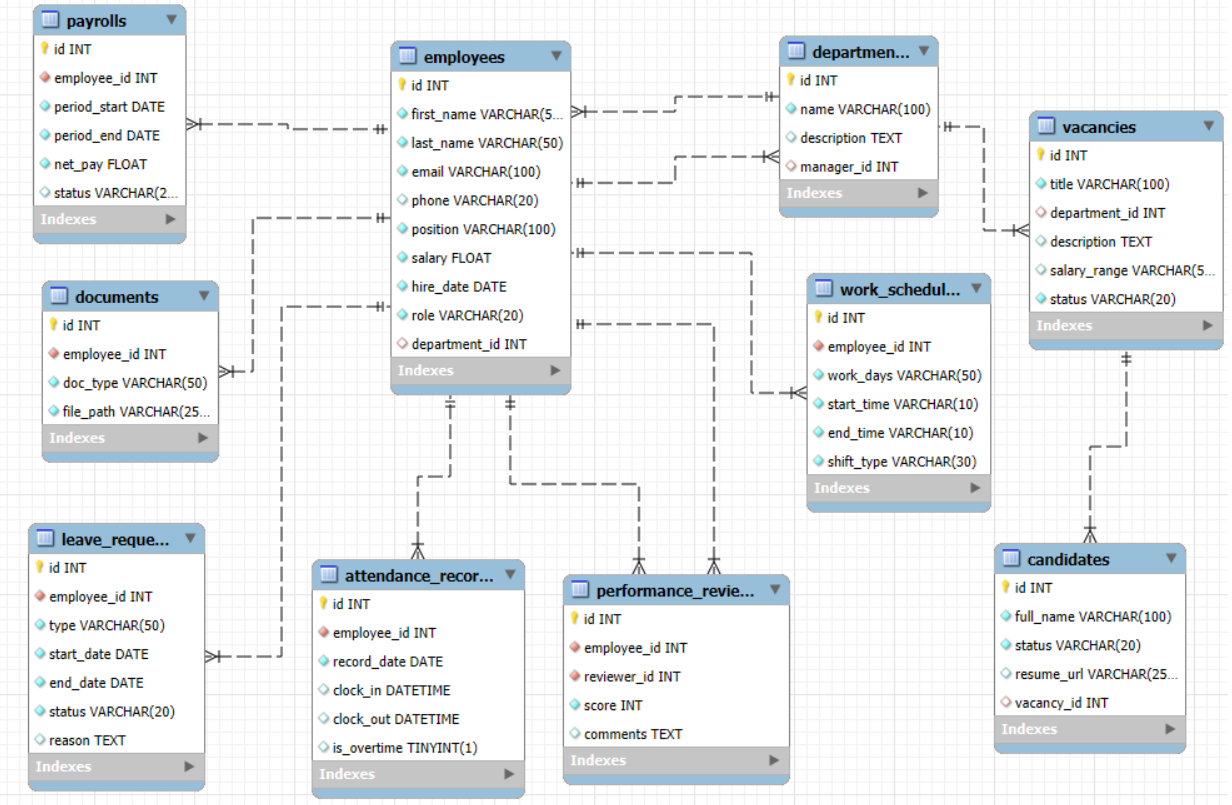 payrolls
id INT
employee_id INT
period_start DATE
period_end DATE
net_pay FLOAT
status VARCHAR(2...
Indexes
employees
id INT
first_name VARCHAR(5...
last_name VARCHAR(50)
email VARCHAR(100)
phone VARCHAR(20)
position VARCHAR(100)
salary FLOAT
hire_date DATE
role VARCHAR(20)
department_id INT
Indexes
departmen...
id INT
name VARCHAR(100)
description TEXT
manager_id INT
Indexes
vacancies
id INT
title VARCHAR(100)
department_id INT
description TEXT
salary_range VARCHAR(5...
status VARCHAR(20)
Indexes
documents
id INT
employee_id INT
doc_type VARCHAR(50)
file_path VARCHAR(25...
Indexes
work_schedul...
id INT
employee_id INT
work_days VARCHAR(50)
start_time VARCHAR(10)
end_time VARCHAR(10)
shift_type VARCHAR(30)
Indexes
leave_reque...
id INT
employee_id INT
type VARCHAR(50)
start_date DATE
end_date DATE
status VARCHAR(20)
reason TEXT
Indexes
attendance_recor...
id INT
employee_id INT
record_date DATE
clock_in DATETIME
clock_out DATETIME
is_overtime TINYINT(1)
Indexes
performance_revie...
id INT
employee_id INT
reviewer_id INT
score INT
comments TEXT
Indexes
candidates
id INT
full_name VARCHAR(100)
status VARCHAR(20)
resume_url VARCHAR(25...
vacancy_id INT
Indexes